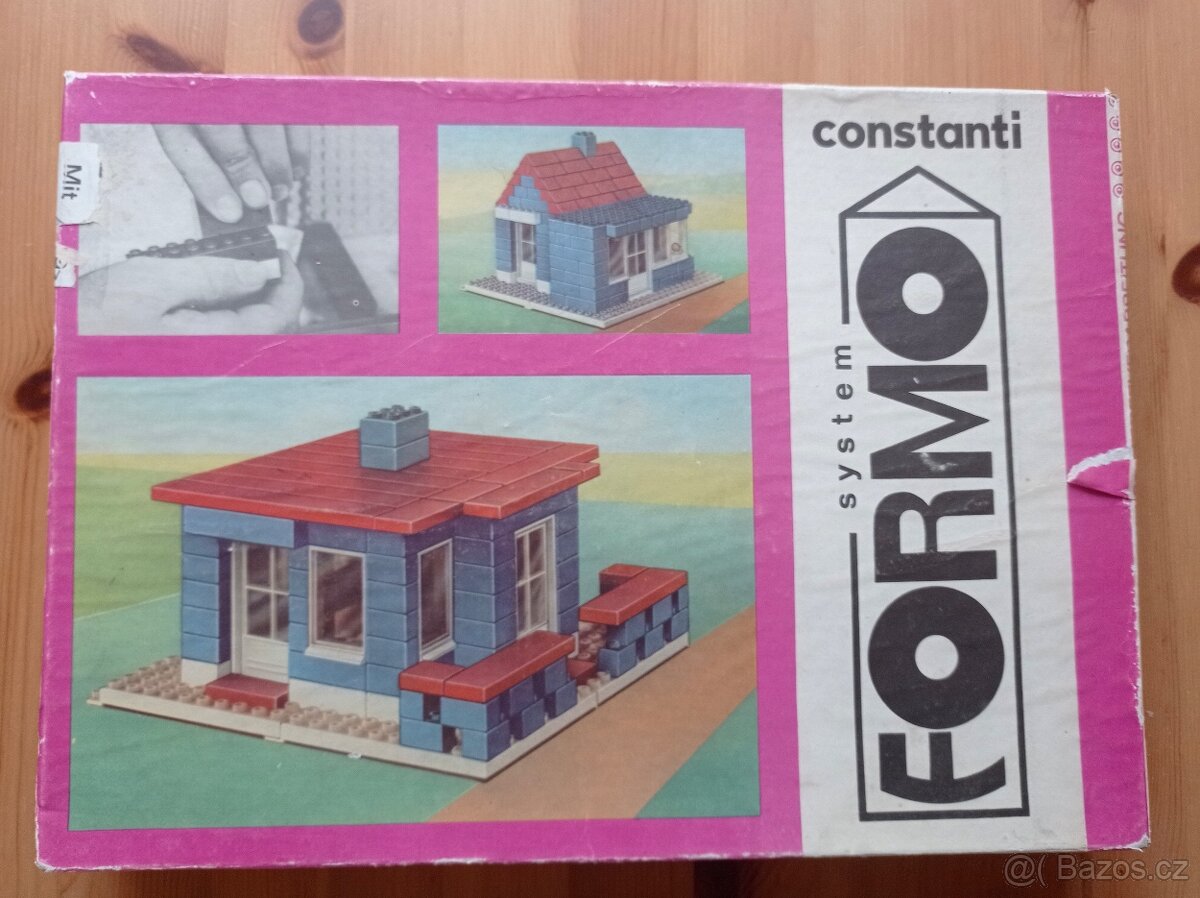 Mit
constanti
system
FORMO
@( Bazos.cz